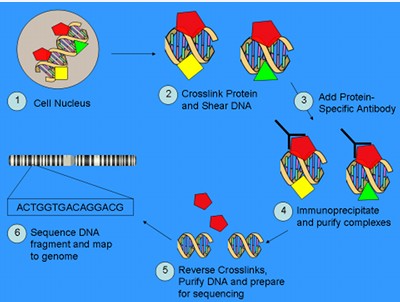 1 Cell Nucleus
2 Crosslink Protein
and Shear DNA
3 Add Protein-
Specific Antibody
4 Immunoprecipitate
and purify complexes
5 Reverse Crosslinks,
Purify DNA and prepare
for sequencing
ACTGGTGACAGGACG
6 Sequence DNA
fragment and map
to genome